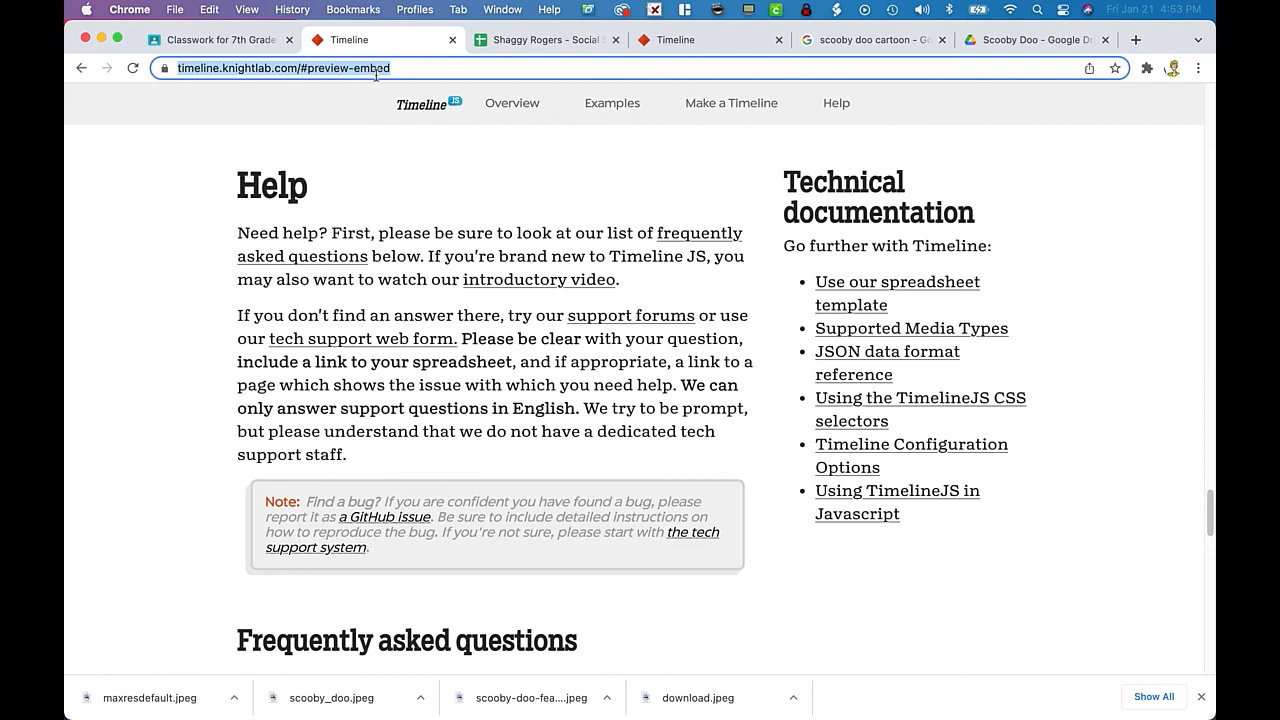 Chrome File Edit View History Bookmarks Profiles Tab Window Help Fri Jan 21 4:53 PM
Classwork for 7th Grade
Timeline
Shaggy Rogers - Social
Timeline
scooby doo cartoon - Go
Scooby Doo - Google Dr
timeline.knightlab.com/#preview-embed
Timeline JS Overview Examples Make a Timeline Help
Help
Need help? First, please be sure to look at our list of frequently
asked questions below. If you're brand new to Timeline JS, you
may also want to watch our introductory video.
If you don't find an answer there, try our support forums or use
our tech support web form. Please be clear with your question,
include a link to your spreadsheet, and if appropriate, a link to a
page which shows the issue with which you need help. We can
only answer support questions in English. We try to be prompt,
but please understand that we do not have a dedicated tech
support staff.
Note: Find a bug? If you are confident you have found a bug, please
report it as a GitHub issue. Be sure to include detailed instructions on
how to reproduce the bug. If you're not sure, please start with the tech
support system.
Technical
documentation
Go further with Timeline:
• Use our spreadsheet
template
• Supported Media Types
• JSON data format
reference
• Using the TimelineJS CSS
selectors
• Timeline Configuration
Options
• Using TimelineJS in
Javascript
Frequently asked questions
maxresdefault.jpeg
scooby_doo.jpeg
scooby-doo-fea....jpeg
download.jpeg
Show All